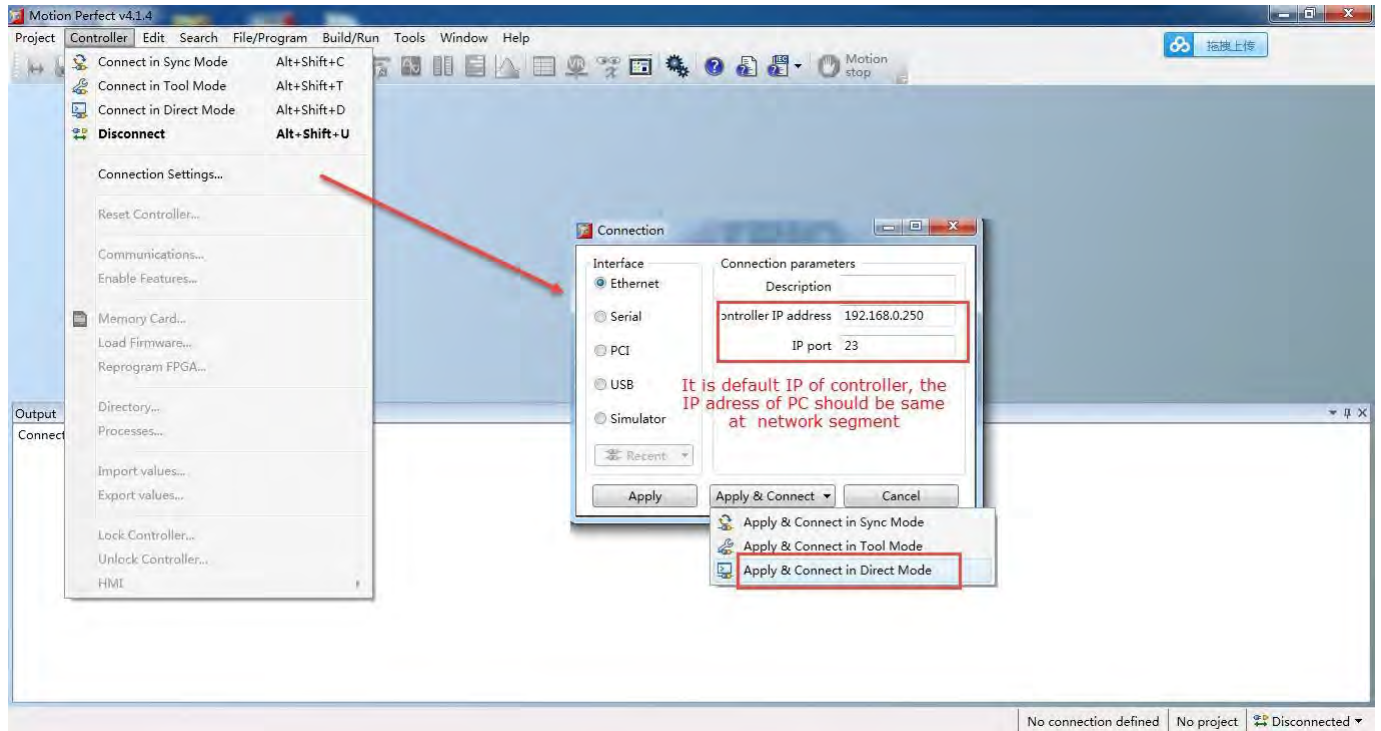 Motion Perfect v4.1.4
Project Controller Edit Search File/Program Build/Run Tools Window Help
拖拽上传
Motion stop
Connect in Sync Mode Alt+Shift+C
Connect in Tool Mode Alt+Shift+T
Connect in Direct Mode Alt+Shift+D
Disconnect Alt+Shift+U
Connection Settings...
Reset Controller...
Communications...
Enable Features...
Memory Card...
Load Firmware...
Reprogram FPGA...
Directory...
Processes...
Import values...
Export values...
Lock Controller...
Unlock Controller...
HMI
Connection
Interface
Ethernet
Serial
PCI
USB
Simulator
Recent
Connection parameters
Description
ontroller IP address 192.168.0.250
IP port 23
It is default IP of controller, the
IP adress of PC should be same
at network segment
Apply Apply & Connect Cancel
Apply & Connect in Sync Mode
Apply & Connect in Tool Mode
Apply & Connect in Direct Mode
Output
Connect
No connection defined No project Disconnected